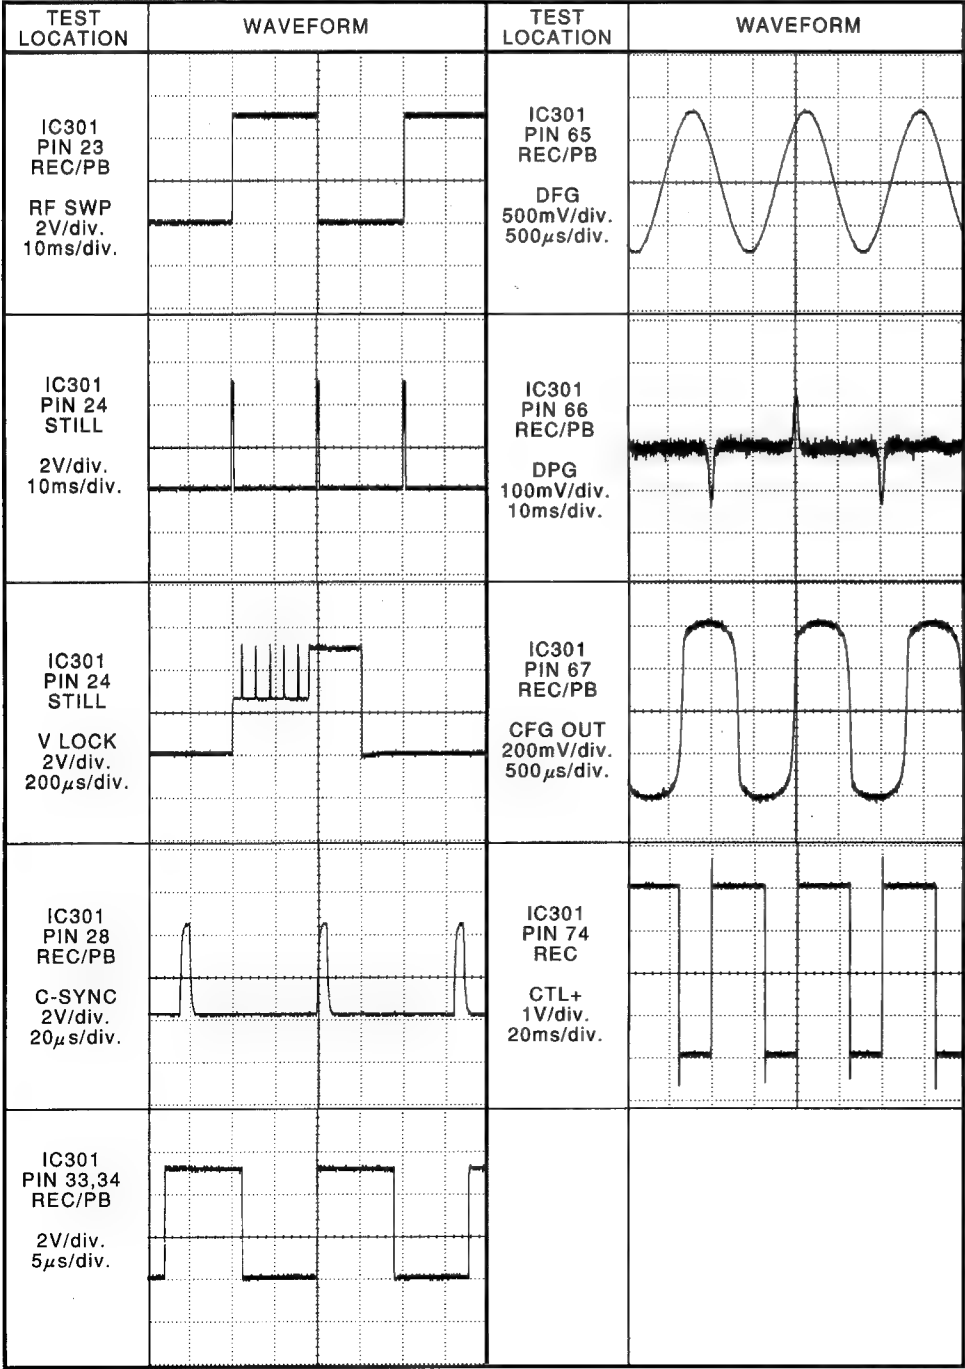 TEST
LOCATION
WAVEFORM
TEST
LOCATION
WAVEFORM
IC301
PIN 23
REC/PB
RF SWP
2V/div.
10ms/div.
IC301
PIN 65
REC/PB
DFG
500mV/div.
500μs/div.
IC301
PIN 24
STILL
2V/div.
10ms/div.
IC301
PIN 66
REC/PB
DPG
100mV/div.
10ms/div.
IC301
PIN 24
STILL
V LOCK
2V/div.
200μs/div.
IC301
PIN 67
REC/PB
CFG OUT
200mV/div.
500μs/div.
IC301
PIN 28
REC/PB
C-SYNC
2V/div.
20μs/div.
IC301
PIN 74
REC
CTL+
1V/div.
20ms/div.
IC301
PIN 33,34
REC/PB
2V/div.
5μs/div.